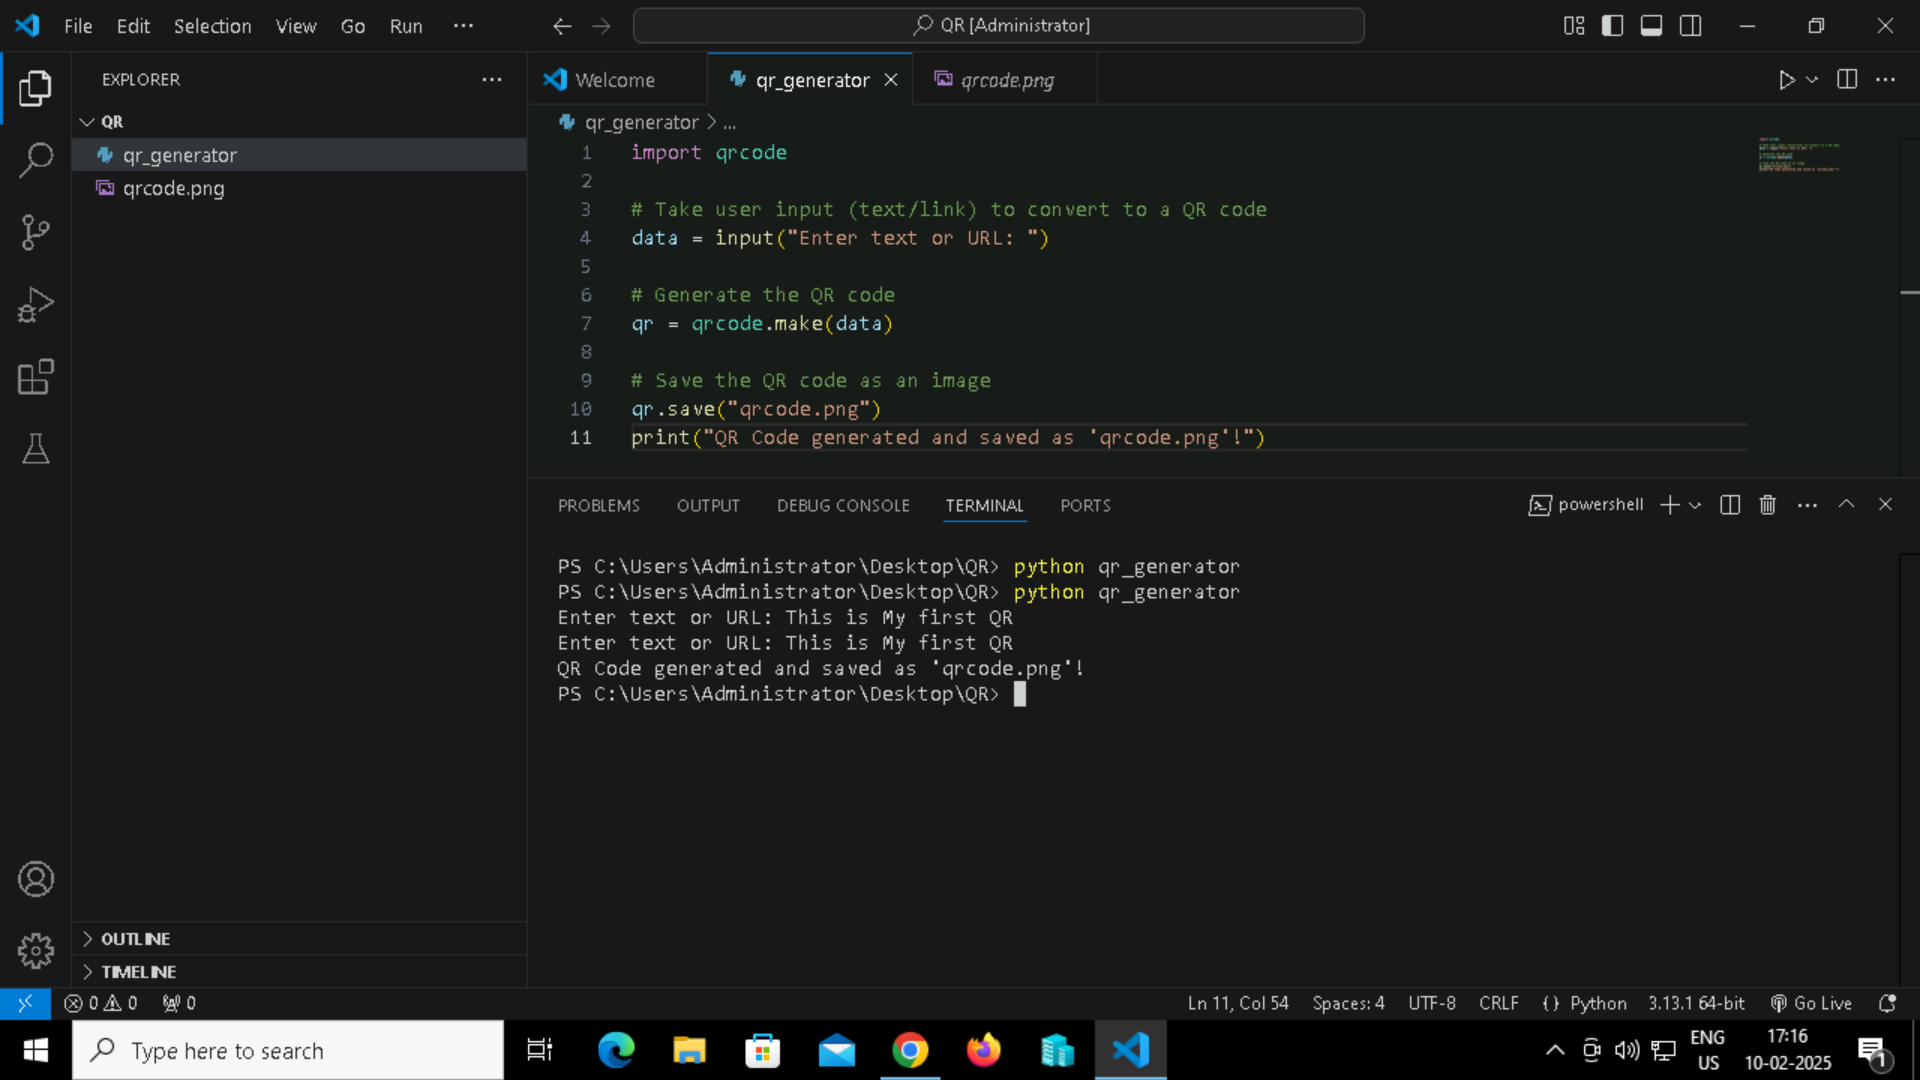 File Edit Selection View Go Run ···
QR [Administrator]
EXPLORER ···
QR
qr_generator
qrcode.png
OUTLINE
TIMELINE
Welcome qr_generator qrcode.png
qr_generator > ...
1 import qrcode
2
3 # Take user input (text/link) to convert to a QR code
4 data = input("Enter text or URL: ")
5
6 # Generate the QR code
7 qr = qrcode.make(data)
8
9 # Save the QR code as an image
10 qr.save("qrcode.png")
11 print("QR Code generated and saved as 'qrcode.png'!")
PROBLEMS OUTPUT DEBUG CONSOLE TERMINAL PORTS
powershell
PS C:\Users\Administrator\Desktop\QR> python qr_generator
PS C:\Users\Administrator\Desktop\QR> python qr_generator
Enter text or URL: This is My first QR
Enter text or URL: This is My first QR
QR Code generated and saved as 'qrcode.png'!
PS C:\Users\Administrator\Desktop\QR>
0 0 0
Ln 11, Col 54 Spaces: 4 UTF-8 CRLF {} Python 3.13.1 64-bit Go Live
Type here to search
ENG
US
17:16
10-02-2025
1